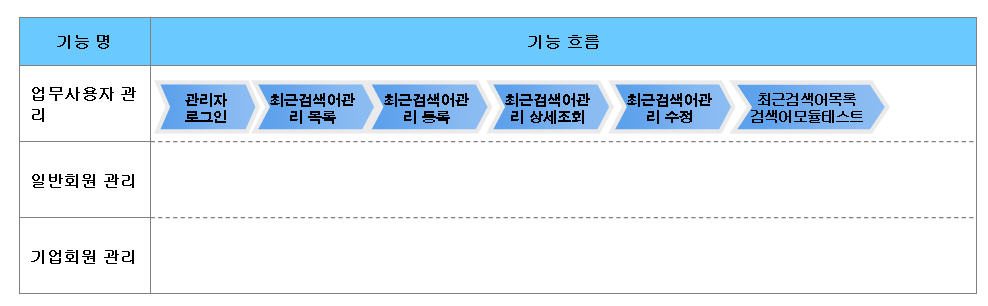 기능 명
기능 흐름
업무사용자 관
리
관리자
로그인
최근검색어관
리 목록
최근검색어관
리 등록
최근검색어관
리 상세조회
최근검색어관
리 수정
최근검색어목록
검색어모듈테스트
일반회원 관리
기업회원 관리